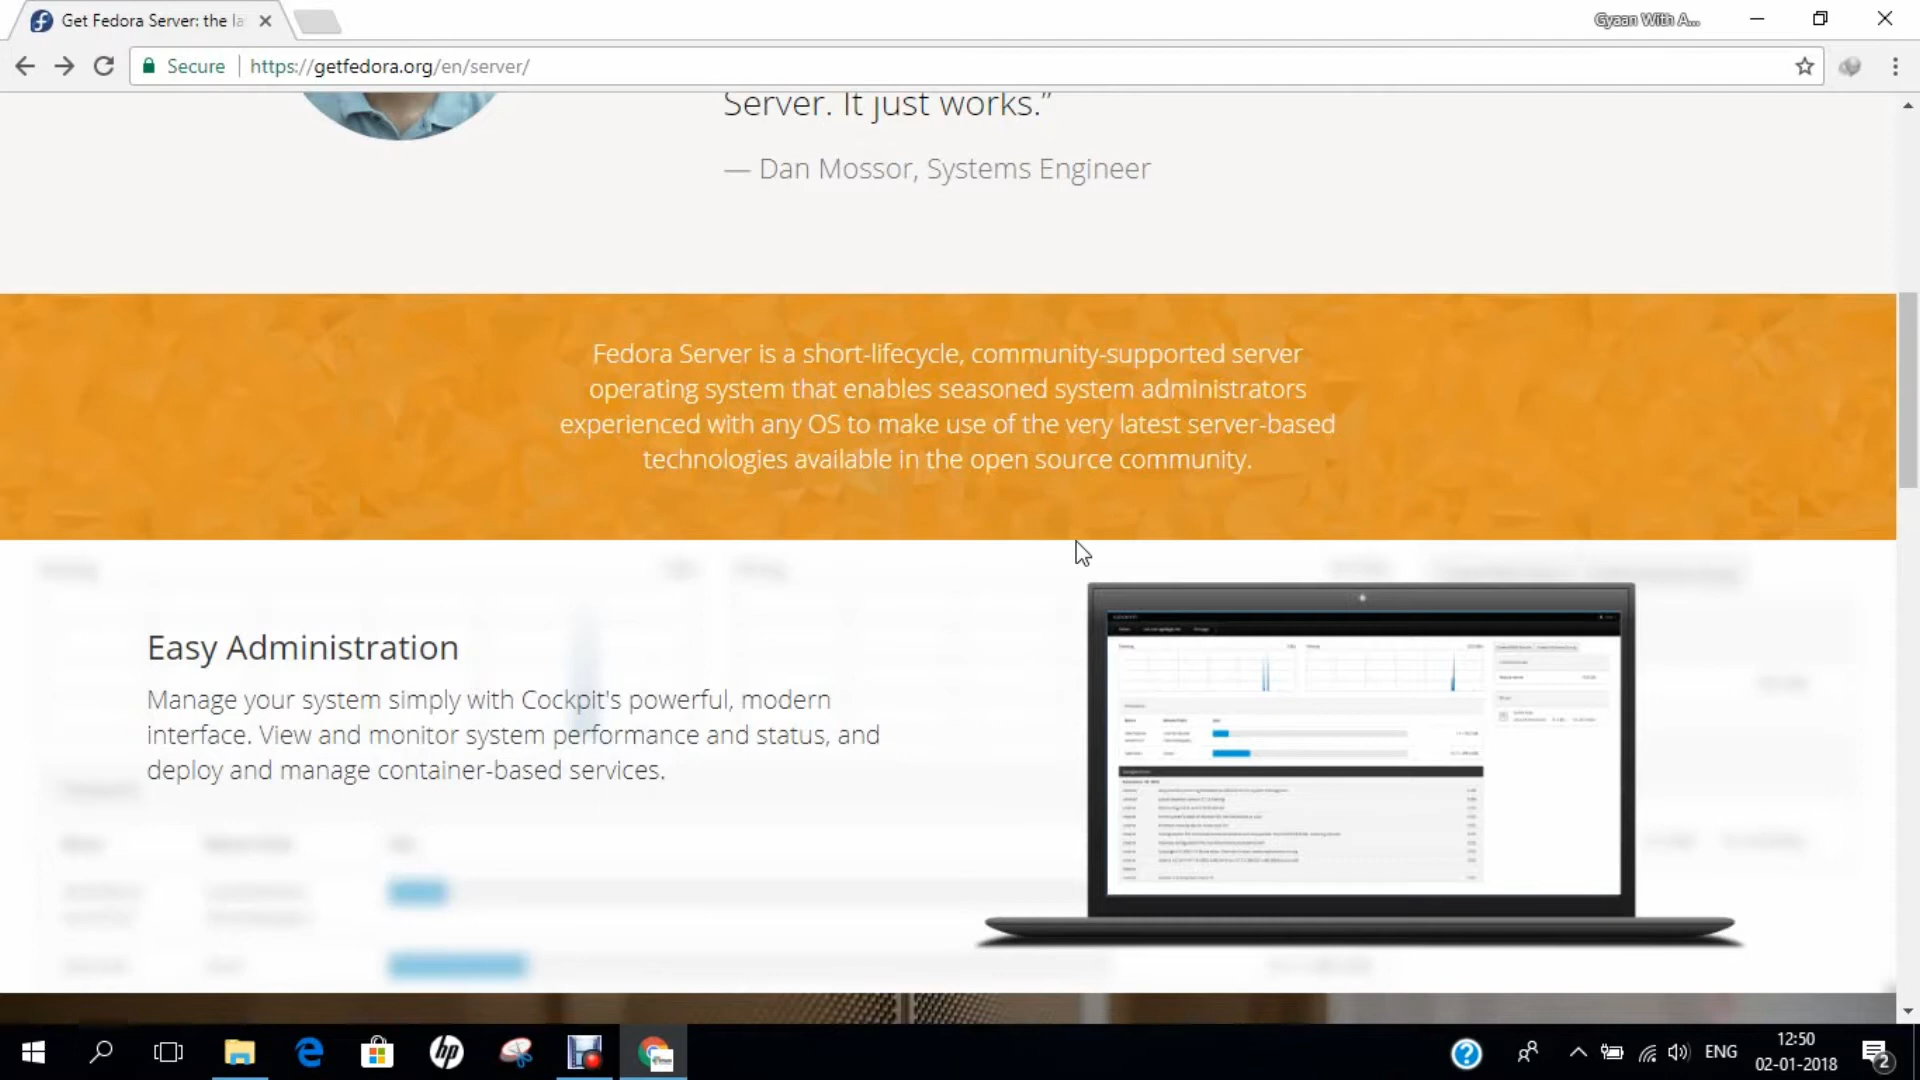 Get Fedora Server: the la
Gyaan With A...
Secure
https://getfedora.org/en/server/
Server. It just works.”
— Dan Mossor, Systems Engineer
Fedora Server is a short-lifecycle, community-supported server
operating system that enables seasoned system administrators
experienced with any OS to make use of the very latest server-based
technologies available in the open source community.
Easy Administration
Manage your system simply with Cockpit's powerful, modern
interface. View and monitor system performance and status, and
deploy and manage container-based services.
hp
ENG
12:50
02-01-2018
2